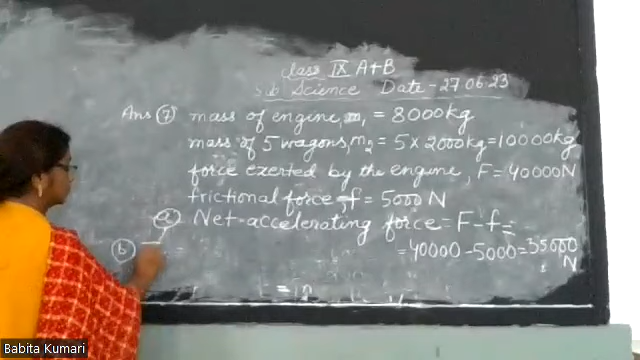 Class IX A+B
Sub Science Date - 27.06.23
Ans (7) mass of engine, m₁ = 8000kg
mass of 5 wagons, m₂ = 5 × 2000kg = 10000kg
force exerted by the engine, F = 40000N
frictional force f = 5000 N
(a) Net accelerating force = F - f =
= 40000 - 5000 = 35000
N
(b)
Babita Kumari